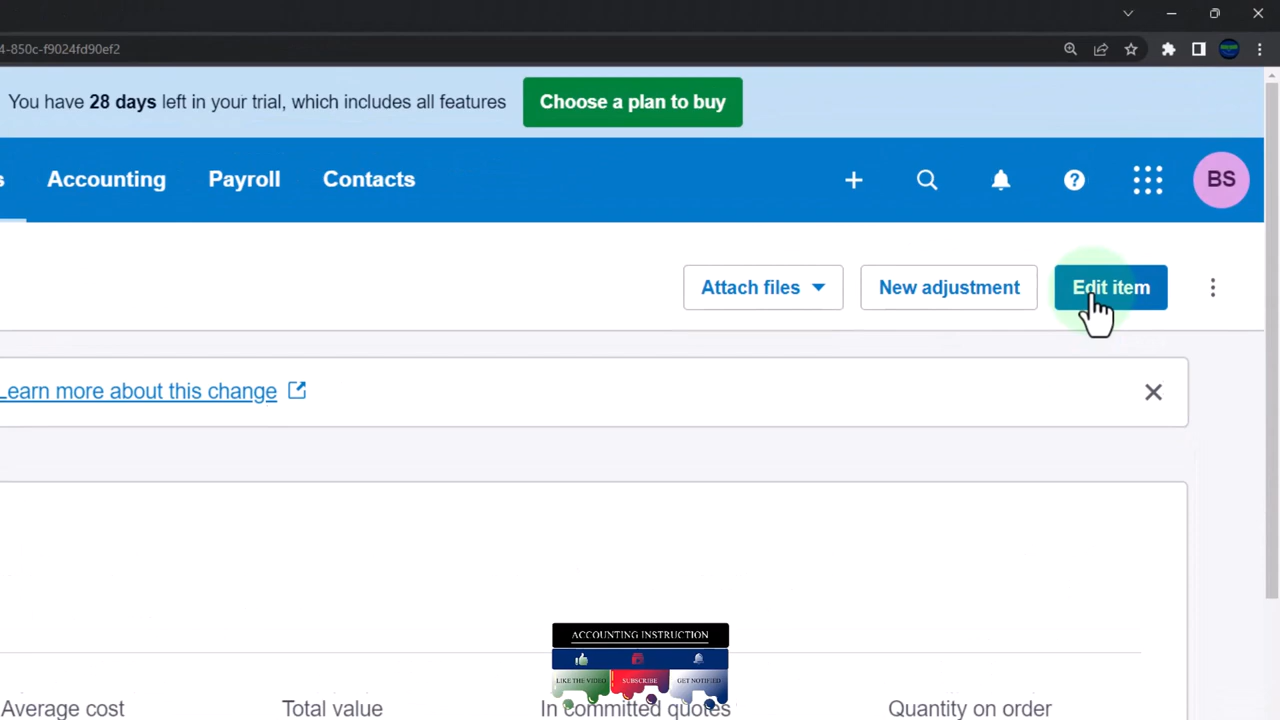 4-850c-f9024fd90ef2
You have 28 days left in your trial, which includes all features
Choose a plan to buy
s Accounting Payroll Contacts
BS
Attach files
New adjustment
Edit item
Learn more about this change
ACCOUNTING INSTRUCTION
LIKE THE VIDEO
SUBSCRIBE
GET NOTIFIED
Average cost
Total value
In committed quotes
Quantity on order